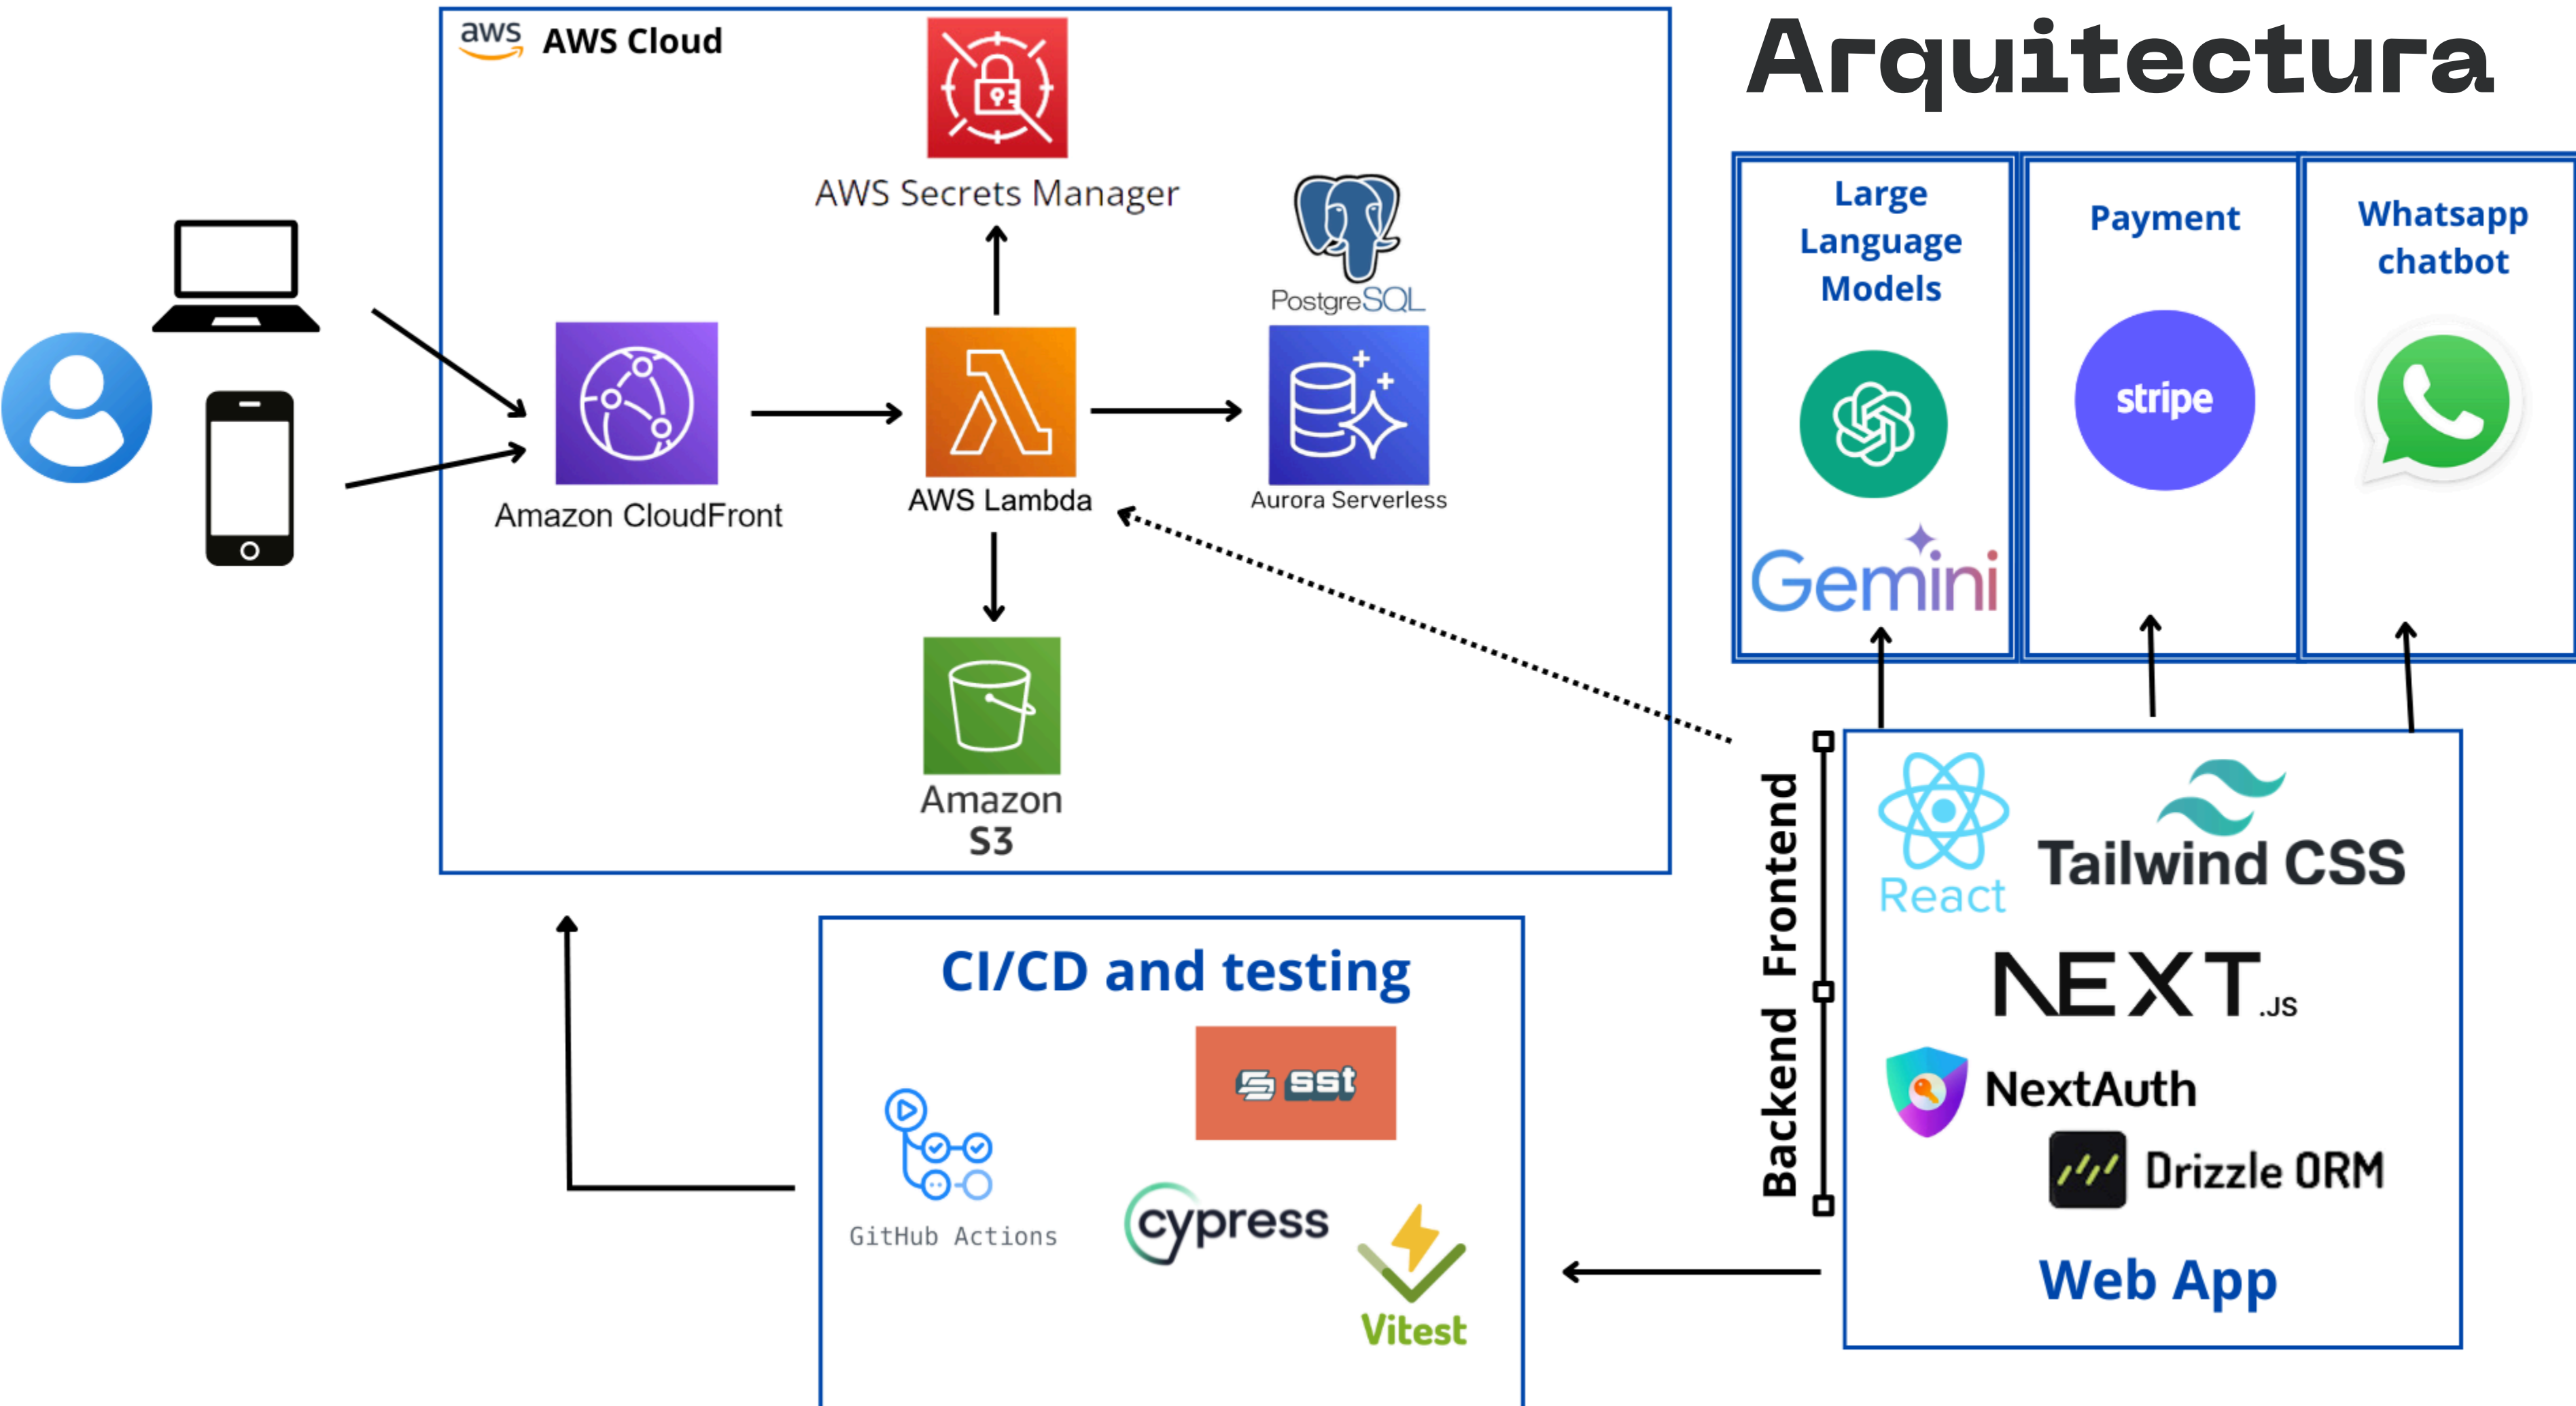 Arquitectura
aws
AWS Cloud
AWS Secrets Manager
PostgreSQL
Amazon CloudFront
AWS Lambda
Aurora Serverless
Amazon
S3
Large
Language
Models
Gemini
Payment
stripe
Whatsapp
chatbot
Frontend
Backend
React
Tailwind CSS
NEXT.JS
NextAuth
Drizzle ORM
Web App
CI/CD and testing
sst
GitHub Actions
cypress
Vitest